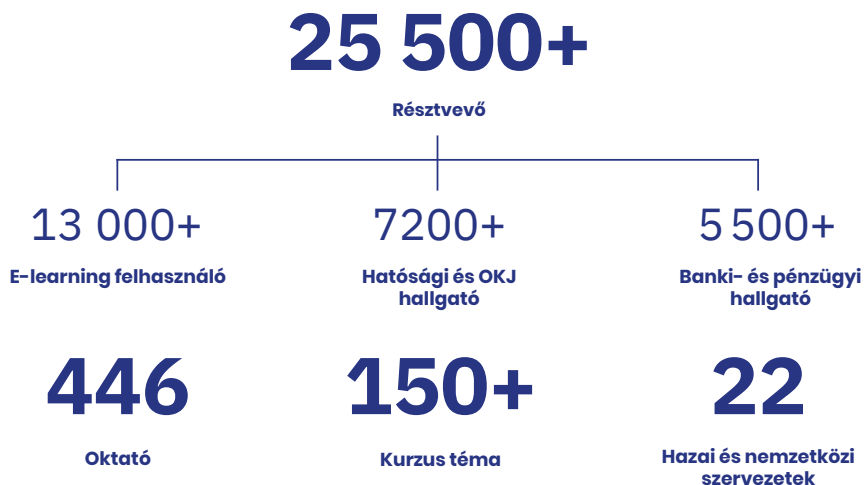 25 500+
Résztvevő
13 000+
7200+
5 500+
E-learning felhasználó
Hatósági és OKJ
hallgató
Banki- és pénzügyi
hallgató
446
150+
22
Oktató
Kurzus téma
Hazai és nemzetközi
szervezetek